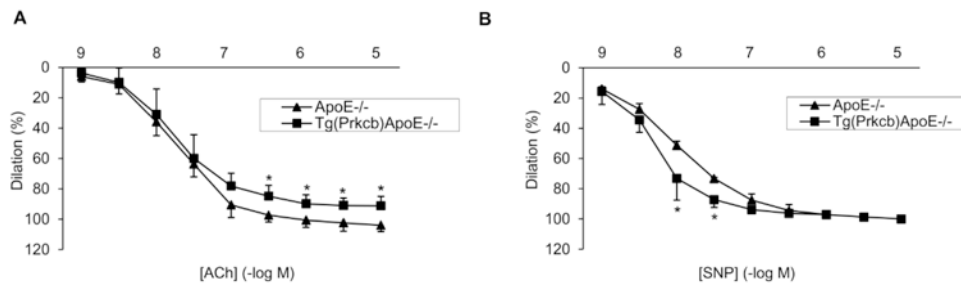 A
9 8 7 6 5
0
20
40
60
80
100
120
Dilation (%)
ApoE-/-
Tg(Prkcb)ApoE-/-
* * * *
[ACh] (-log M)
B
9 8 7 6 5
0
20
40
60
80
100
120
Dilation (%)
ApoE-/-
Tg(Prkcb)ApoE-/-
* *
[SNP] (-log M)